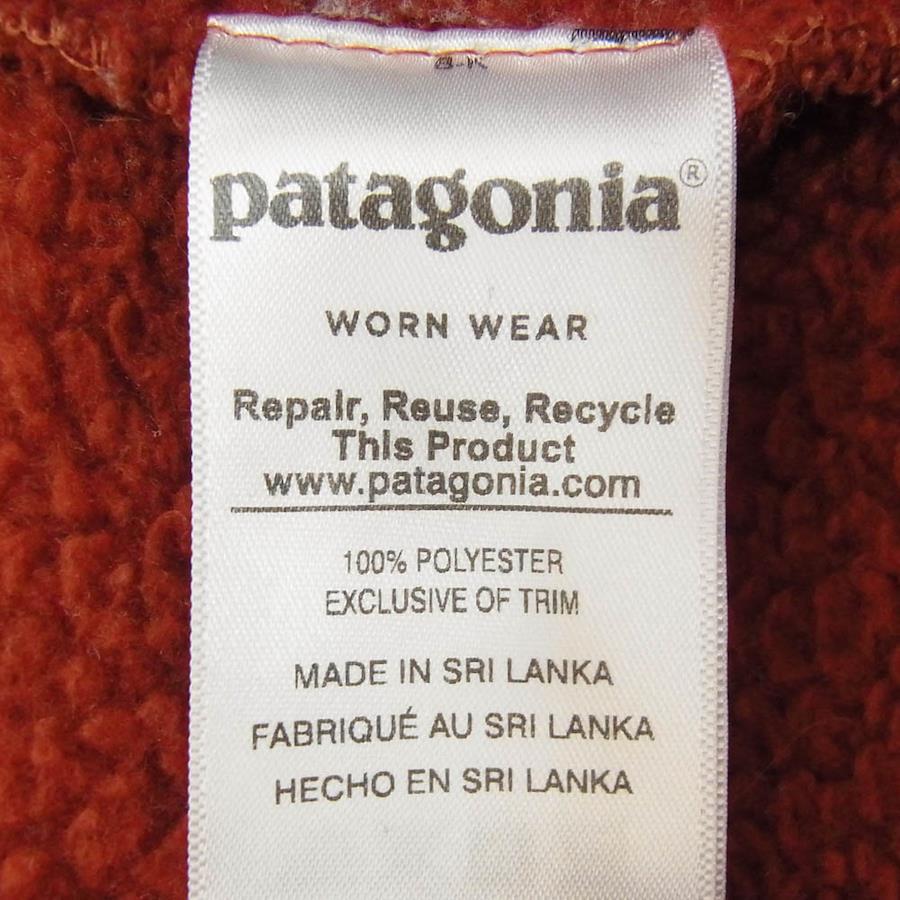 patagonia®
WORN WEAR
Repair, Reuse, Recycle
This Product
www.patagonia.com
100% POLYESTER
EXCLUSIVE OF TRIM
MADE IN SRI LANKA
FABRIQUÉ AU SRI LANKA
HECHO EN SRI LANKA